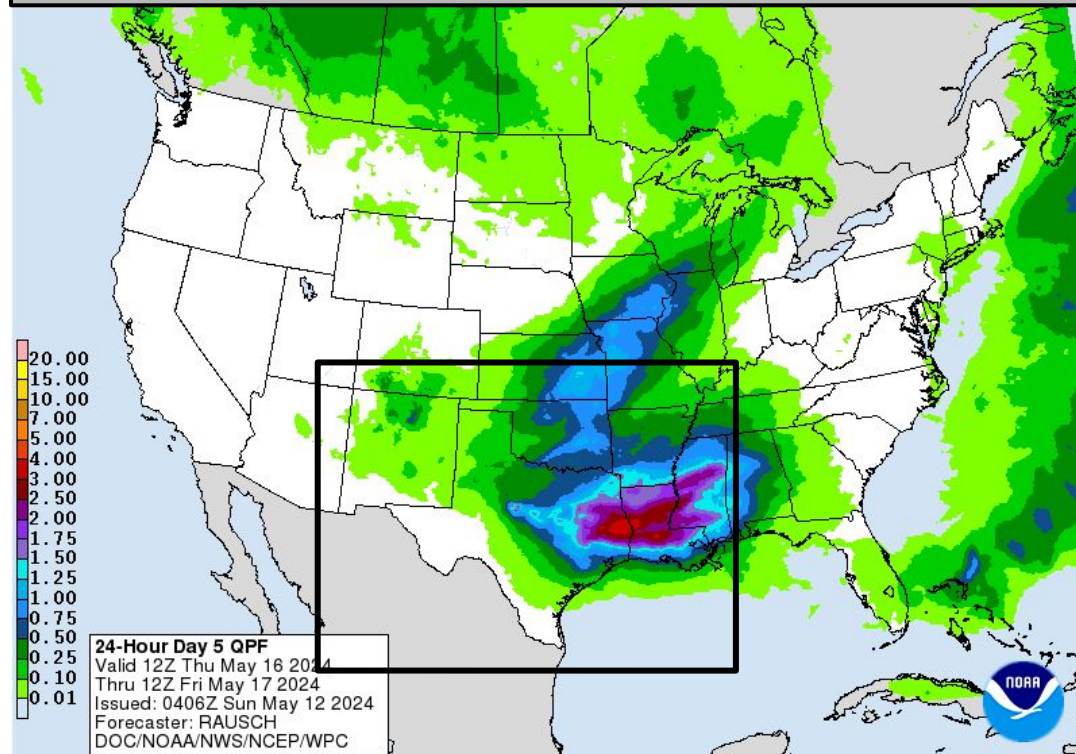 20.00
15.00
10.00
7.00
5.00
4.00
3.00
2.50
2.00
1.75
1.50
1.25
1.00
0.75
0.50
0.25
0.10
0.01
24-Hour Day 5 QPF
Valid 12Z Thu May 16 2024
Thru 12Z Fri May 17 2024
Issued: 0406Z Sun May 12 2024
Forecaster: RAUSCH
DOC/NOAA/NWS/NCEP/WPC
NOAA